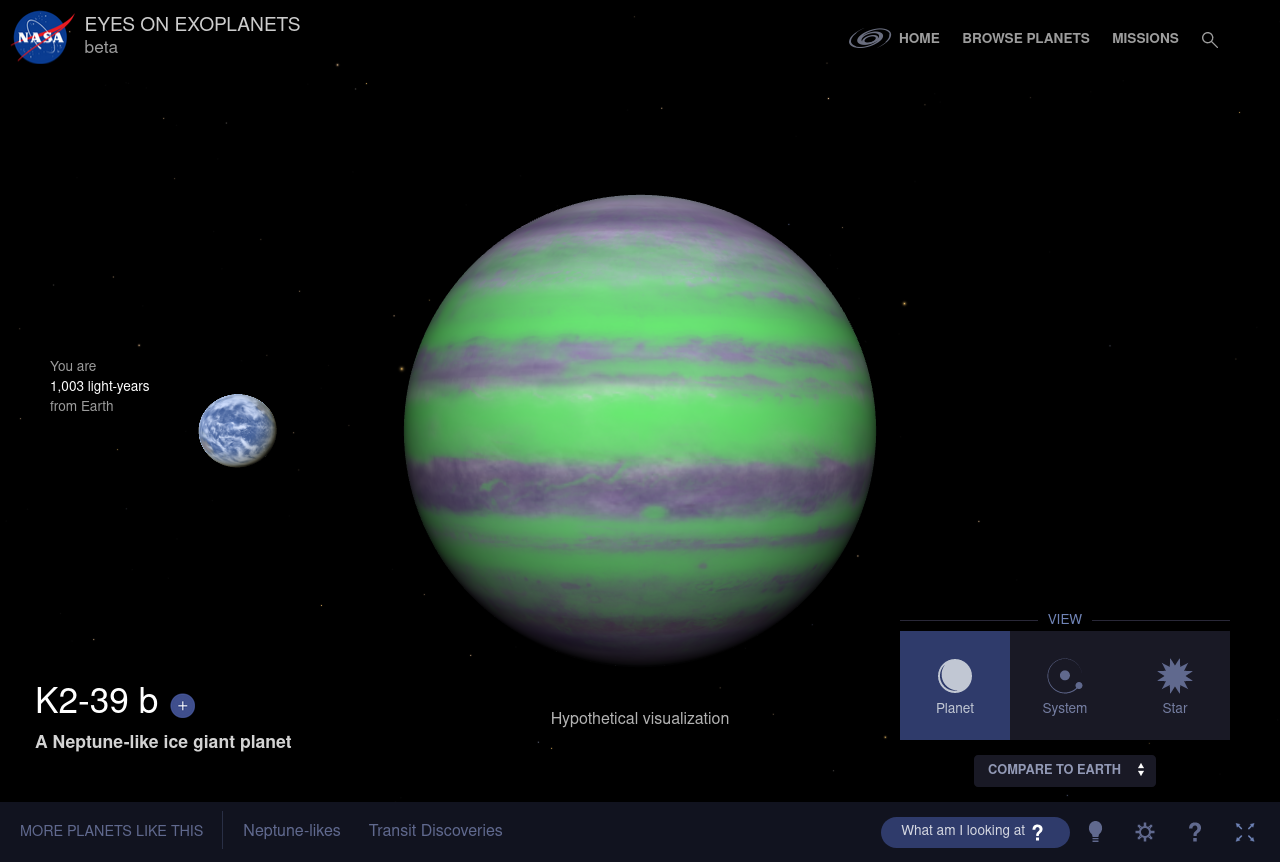 NASA
EYES ON EXOPLANETS
beta
HOME
BROWSE PLANETS
MISSIONS
You are
1,003 light-years
from Earth
K2-39 b +
A Neptune-like ice giant planet
Hypothetical visualization
VIEW
Planet
System
Star
COMPARE TO EARTH
MORE PLANETS LIKE THIS
Neptune-likes
Transit Discoveries
What am I looking at ?
?